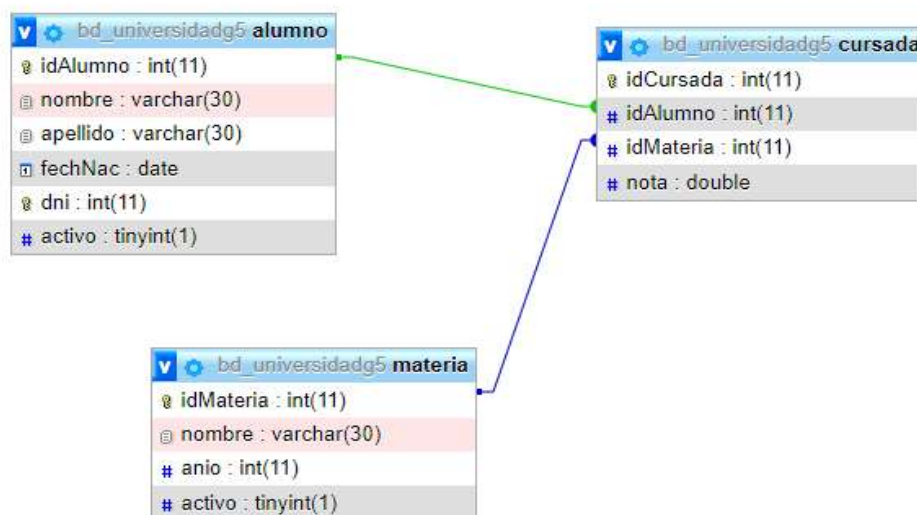 bd_universidadg5 alumno
idAlumno : int(11)
nombre : varchar(30)
apellido : varchar(30)
fechNac : date
dni : int(11)
# activo : tinyint(1)
bd_universidadg5 cursada
idCursada : int(11)
# idAlumno : int(11)
# idMateria : int(11)
# nota : double
bd_universidadg5 materia
idMateria : int(11)
nombre : varchar(30)
# anio : int(11)
# activo : tinyint(1)